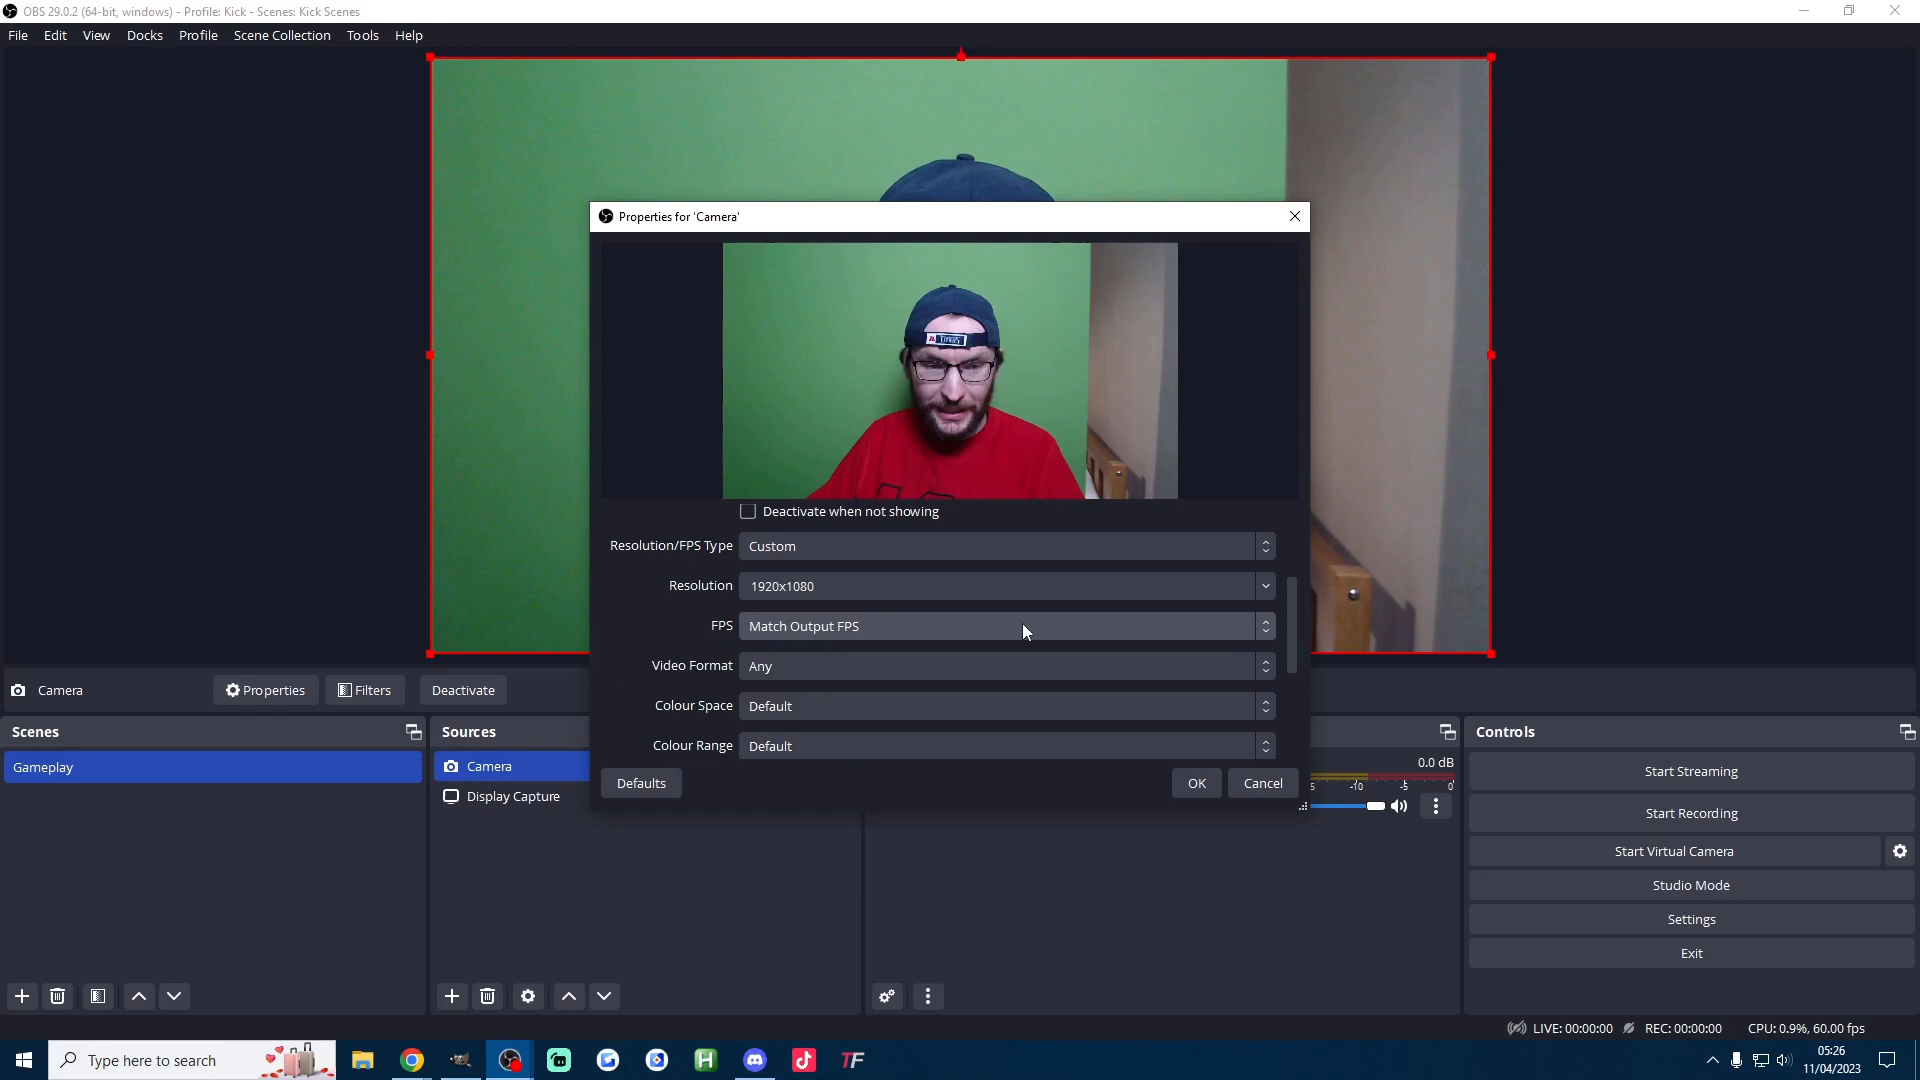 OBS 29.0.2 (64-bit, windows) - Profile: Kick - Scenes: Kick Scenes
File Edit View Docks Profile Scene Collection Tools Help
Properties for 'Camera'
Deactivate when not showing
Resolution/FPS Type Custom
Resolution 1920x1080
FPS Match Output FPS
Video Format Any
Colour Space Default
Colour Range Default
Defaults OK Cancel
Camera Properties Filters Deactivate
Scenes
Gameplay
Sources
Camera
Display Capture
0.0 dB
-10 -5 0
Controls
Start Streaming
Start Recording
Start Virtual Camera
Studio Mode
Settings
Exit
LIVE: 00:00:00 REC: 00:00:00 CPU: 0.9%, 60.00 fps
Type here to search
H
TF
05:26
11/04/2023